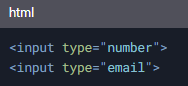 html
<input type="number">
<input type="email">